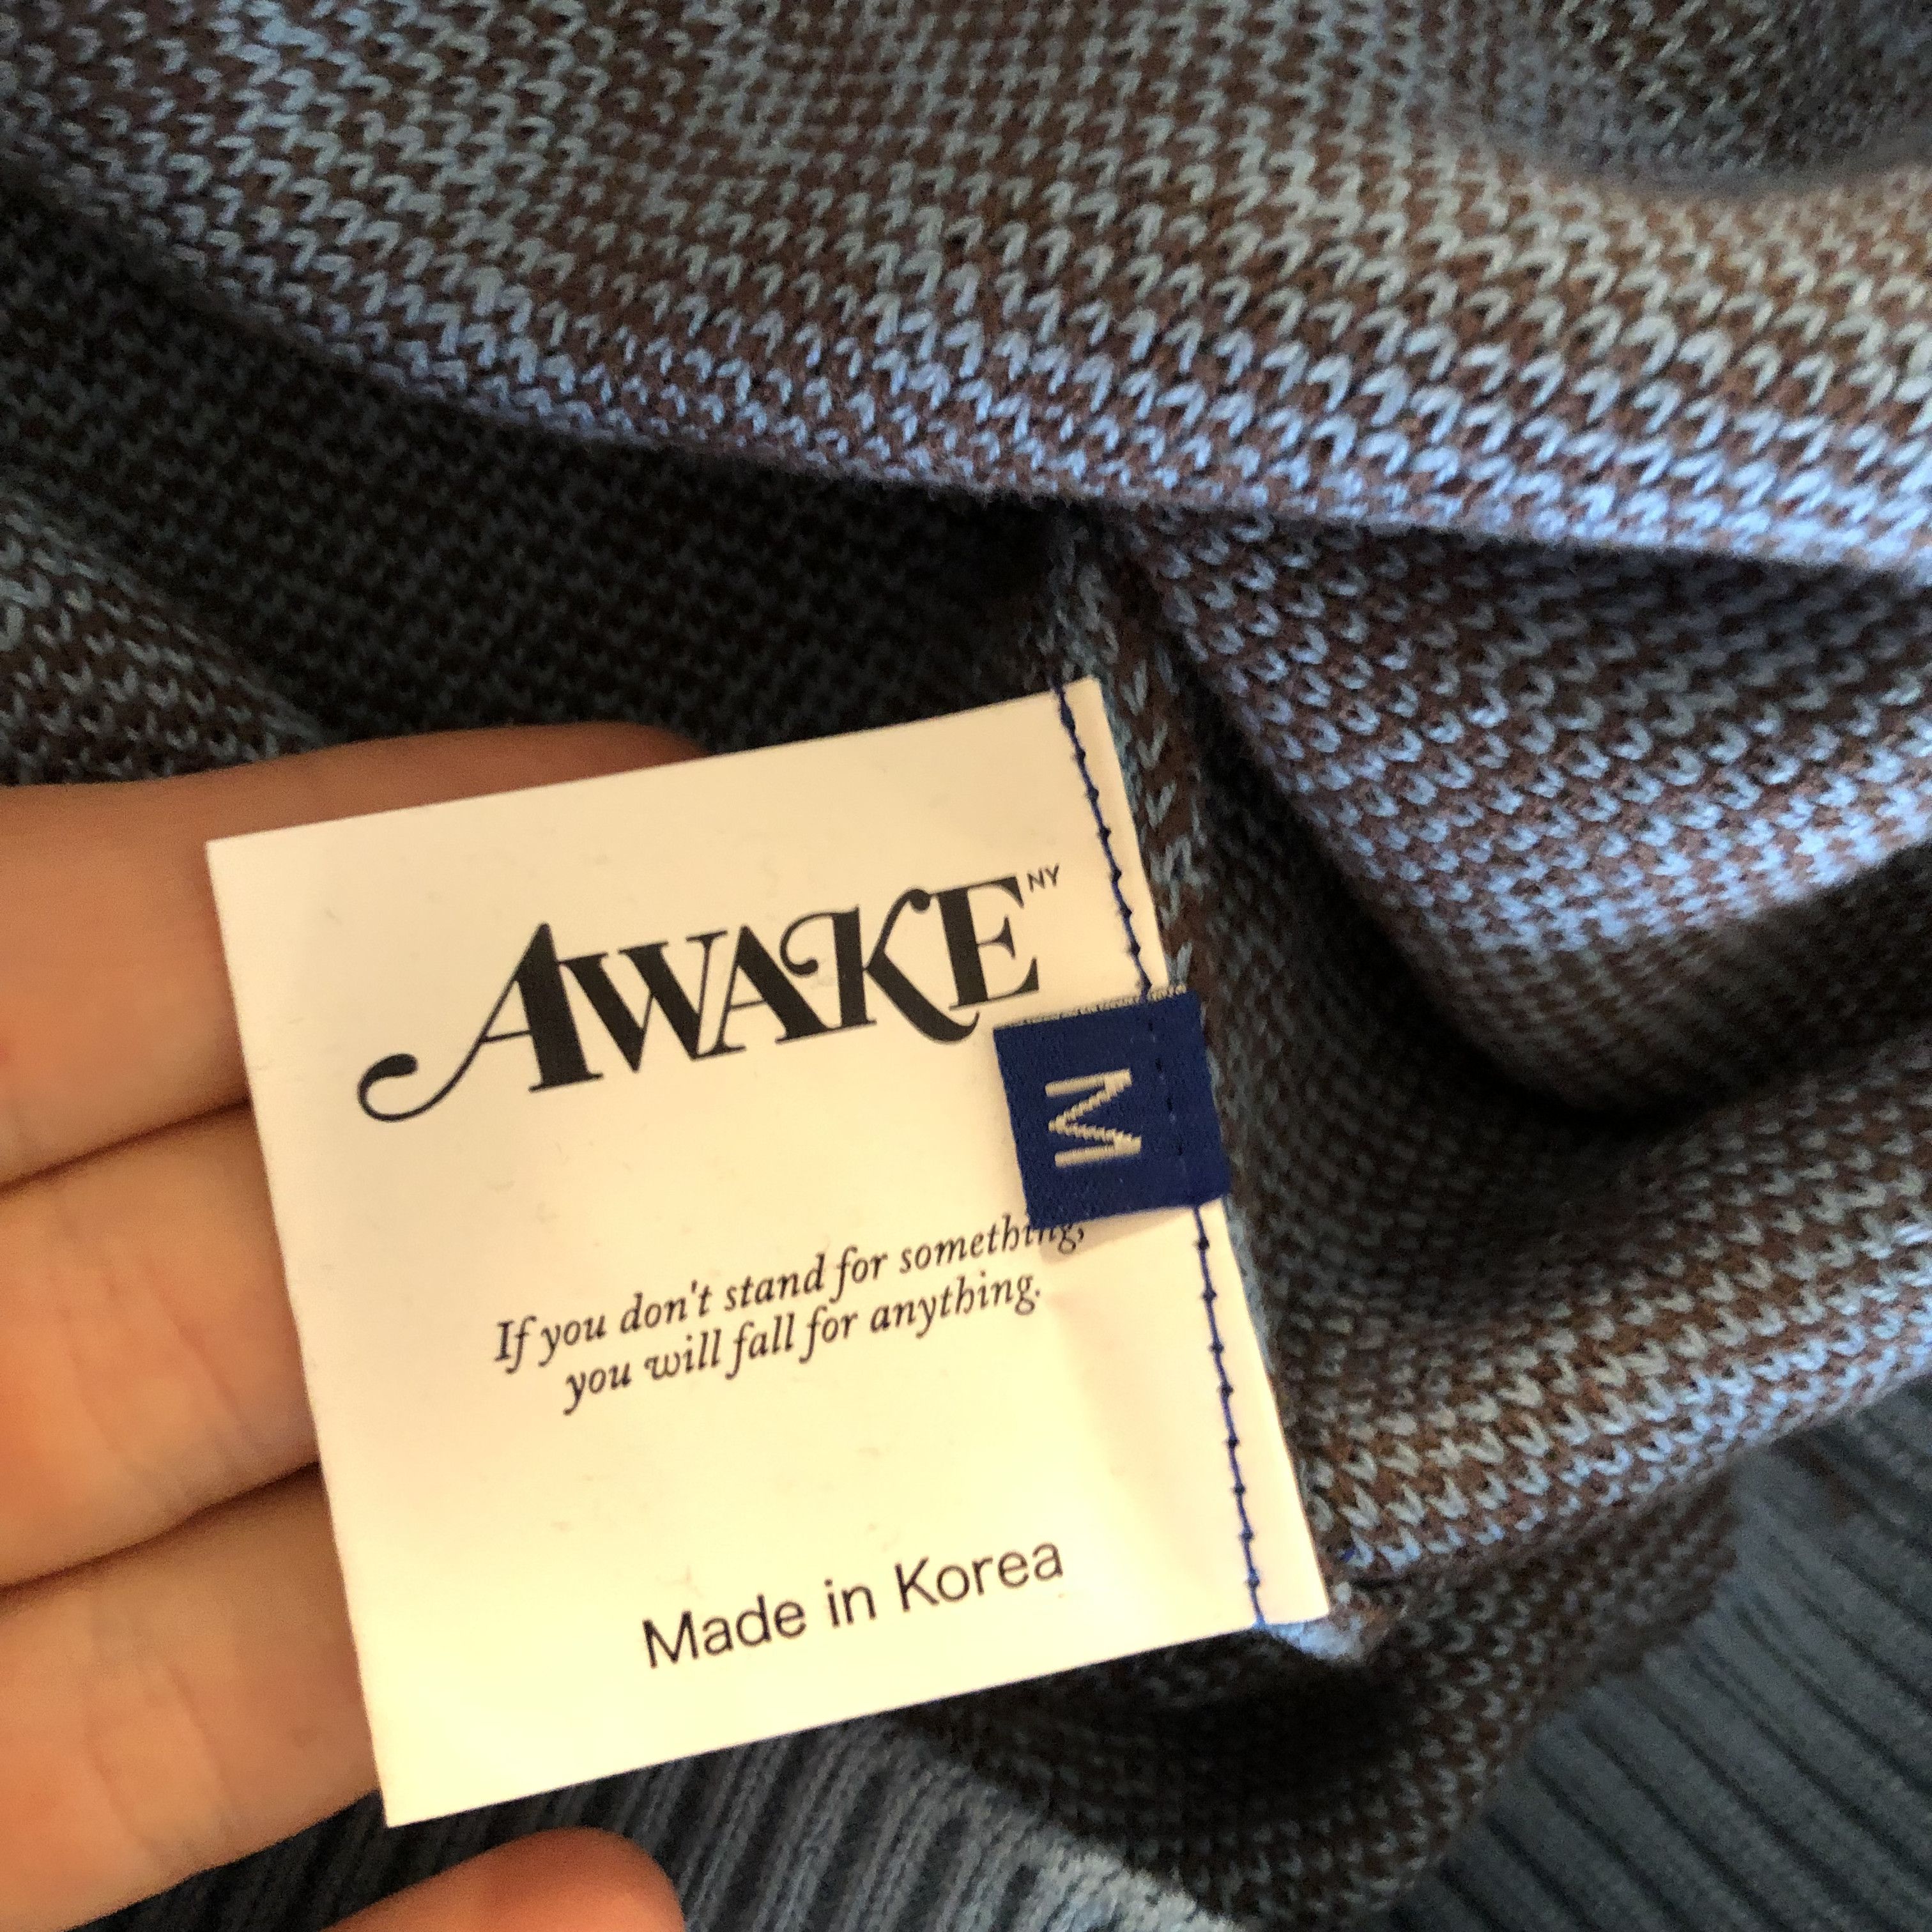 AWAKE NY
M
If you don't stand for something,
you will fall for anything.
Made in Korea